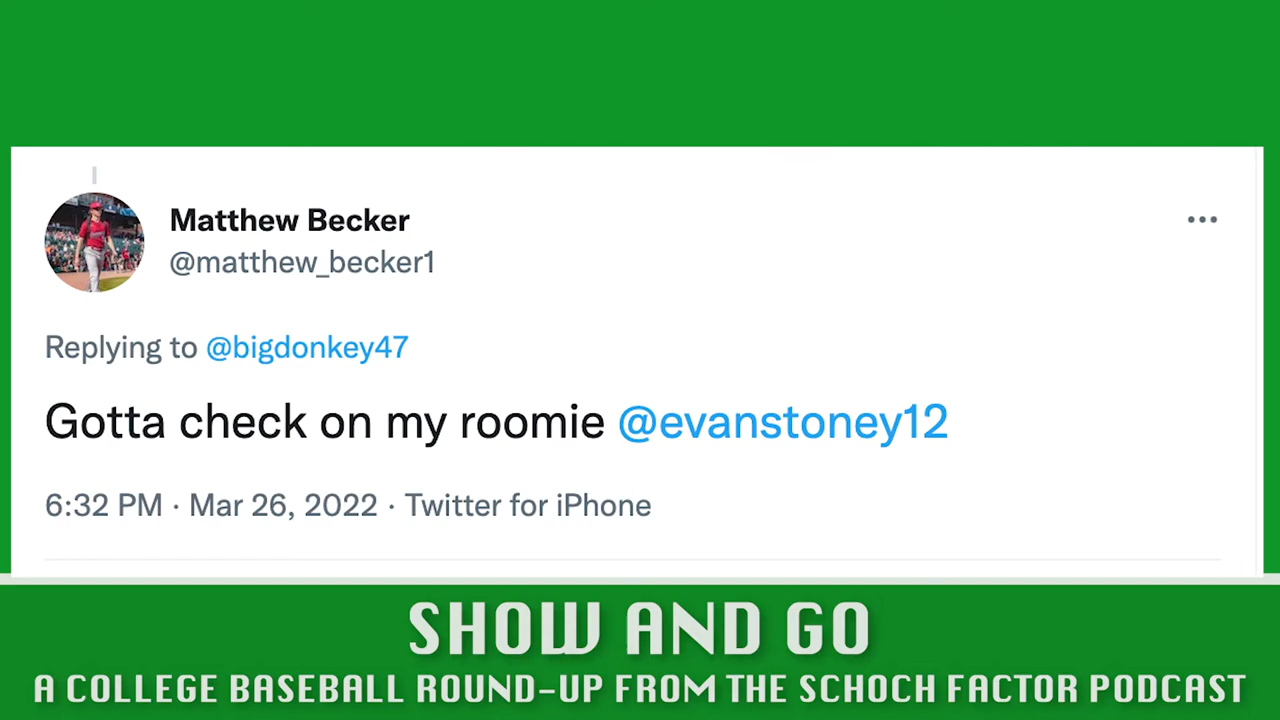 Matthew Becker
@matthew_becker1
Replying to @bigdonkey47
Gotta check on my roomie @evanstoney12
6:32 PM · Mar 26, 2022 · Twitter for iPhone
SHOW AND GO
A COLLEGE BASEBALL ROUND-UP FROM THE SCHOCH FACTOR PODCAST